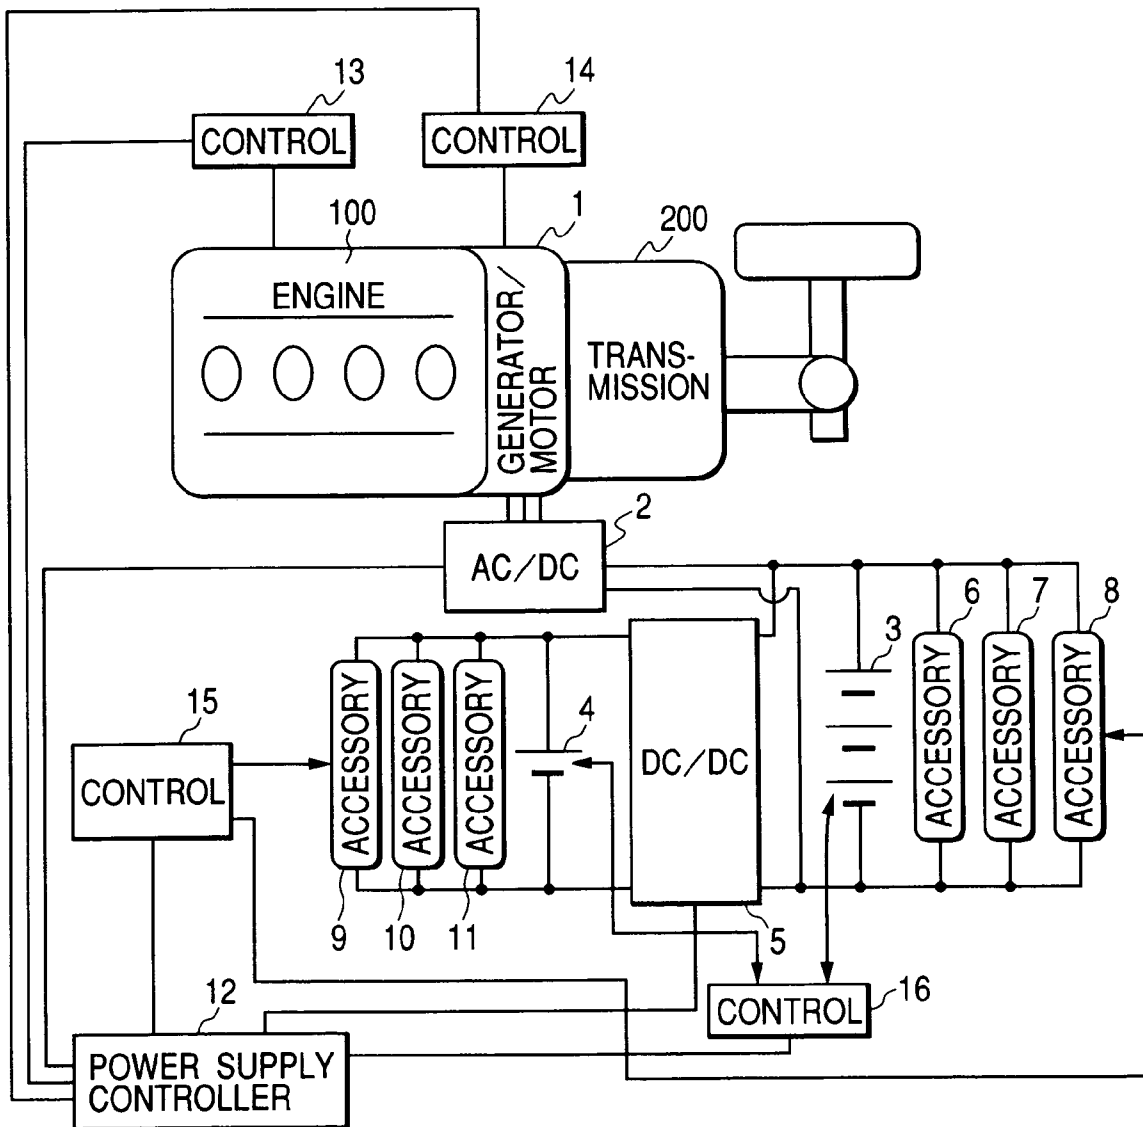 13
14
CONTROL
CONTROL
100
1
200
ENGINE
GENERATOR/
MOTOR
TRANS-
MISSION
2
AC/DC
6
7
8
3
15
4
ACCESSORY
ACCESSORY
ACCESSORY
DC/DC
ACCESSORY
ACCESSORY
ACCESSORY
CONTROL
9
10
11
5
12
16
CONTROL
POWER SUPPLY
CONTROLLER